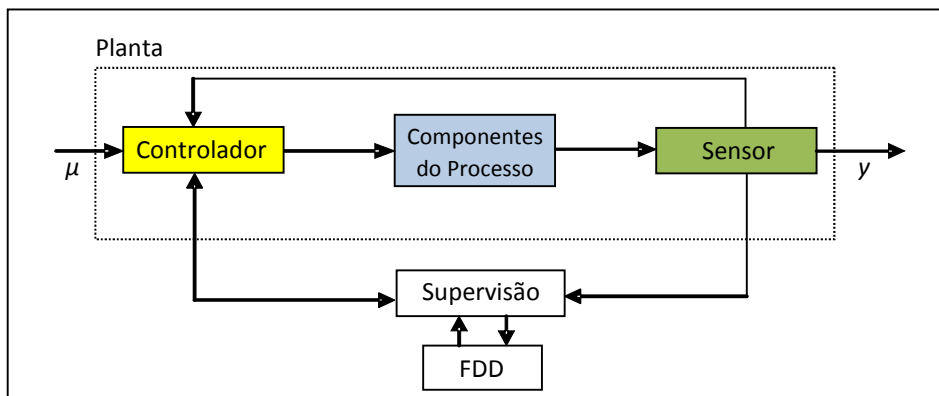 Planta
Controlador
Componentes
do Processo
Sensor
μ
y
Supervisão
FDD